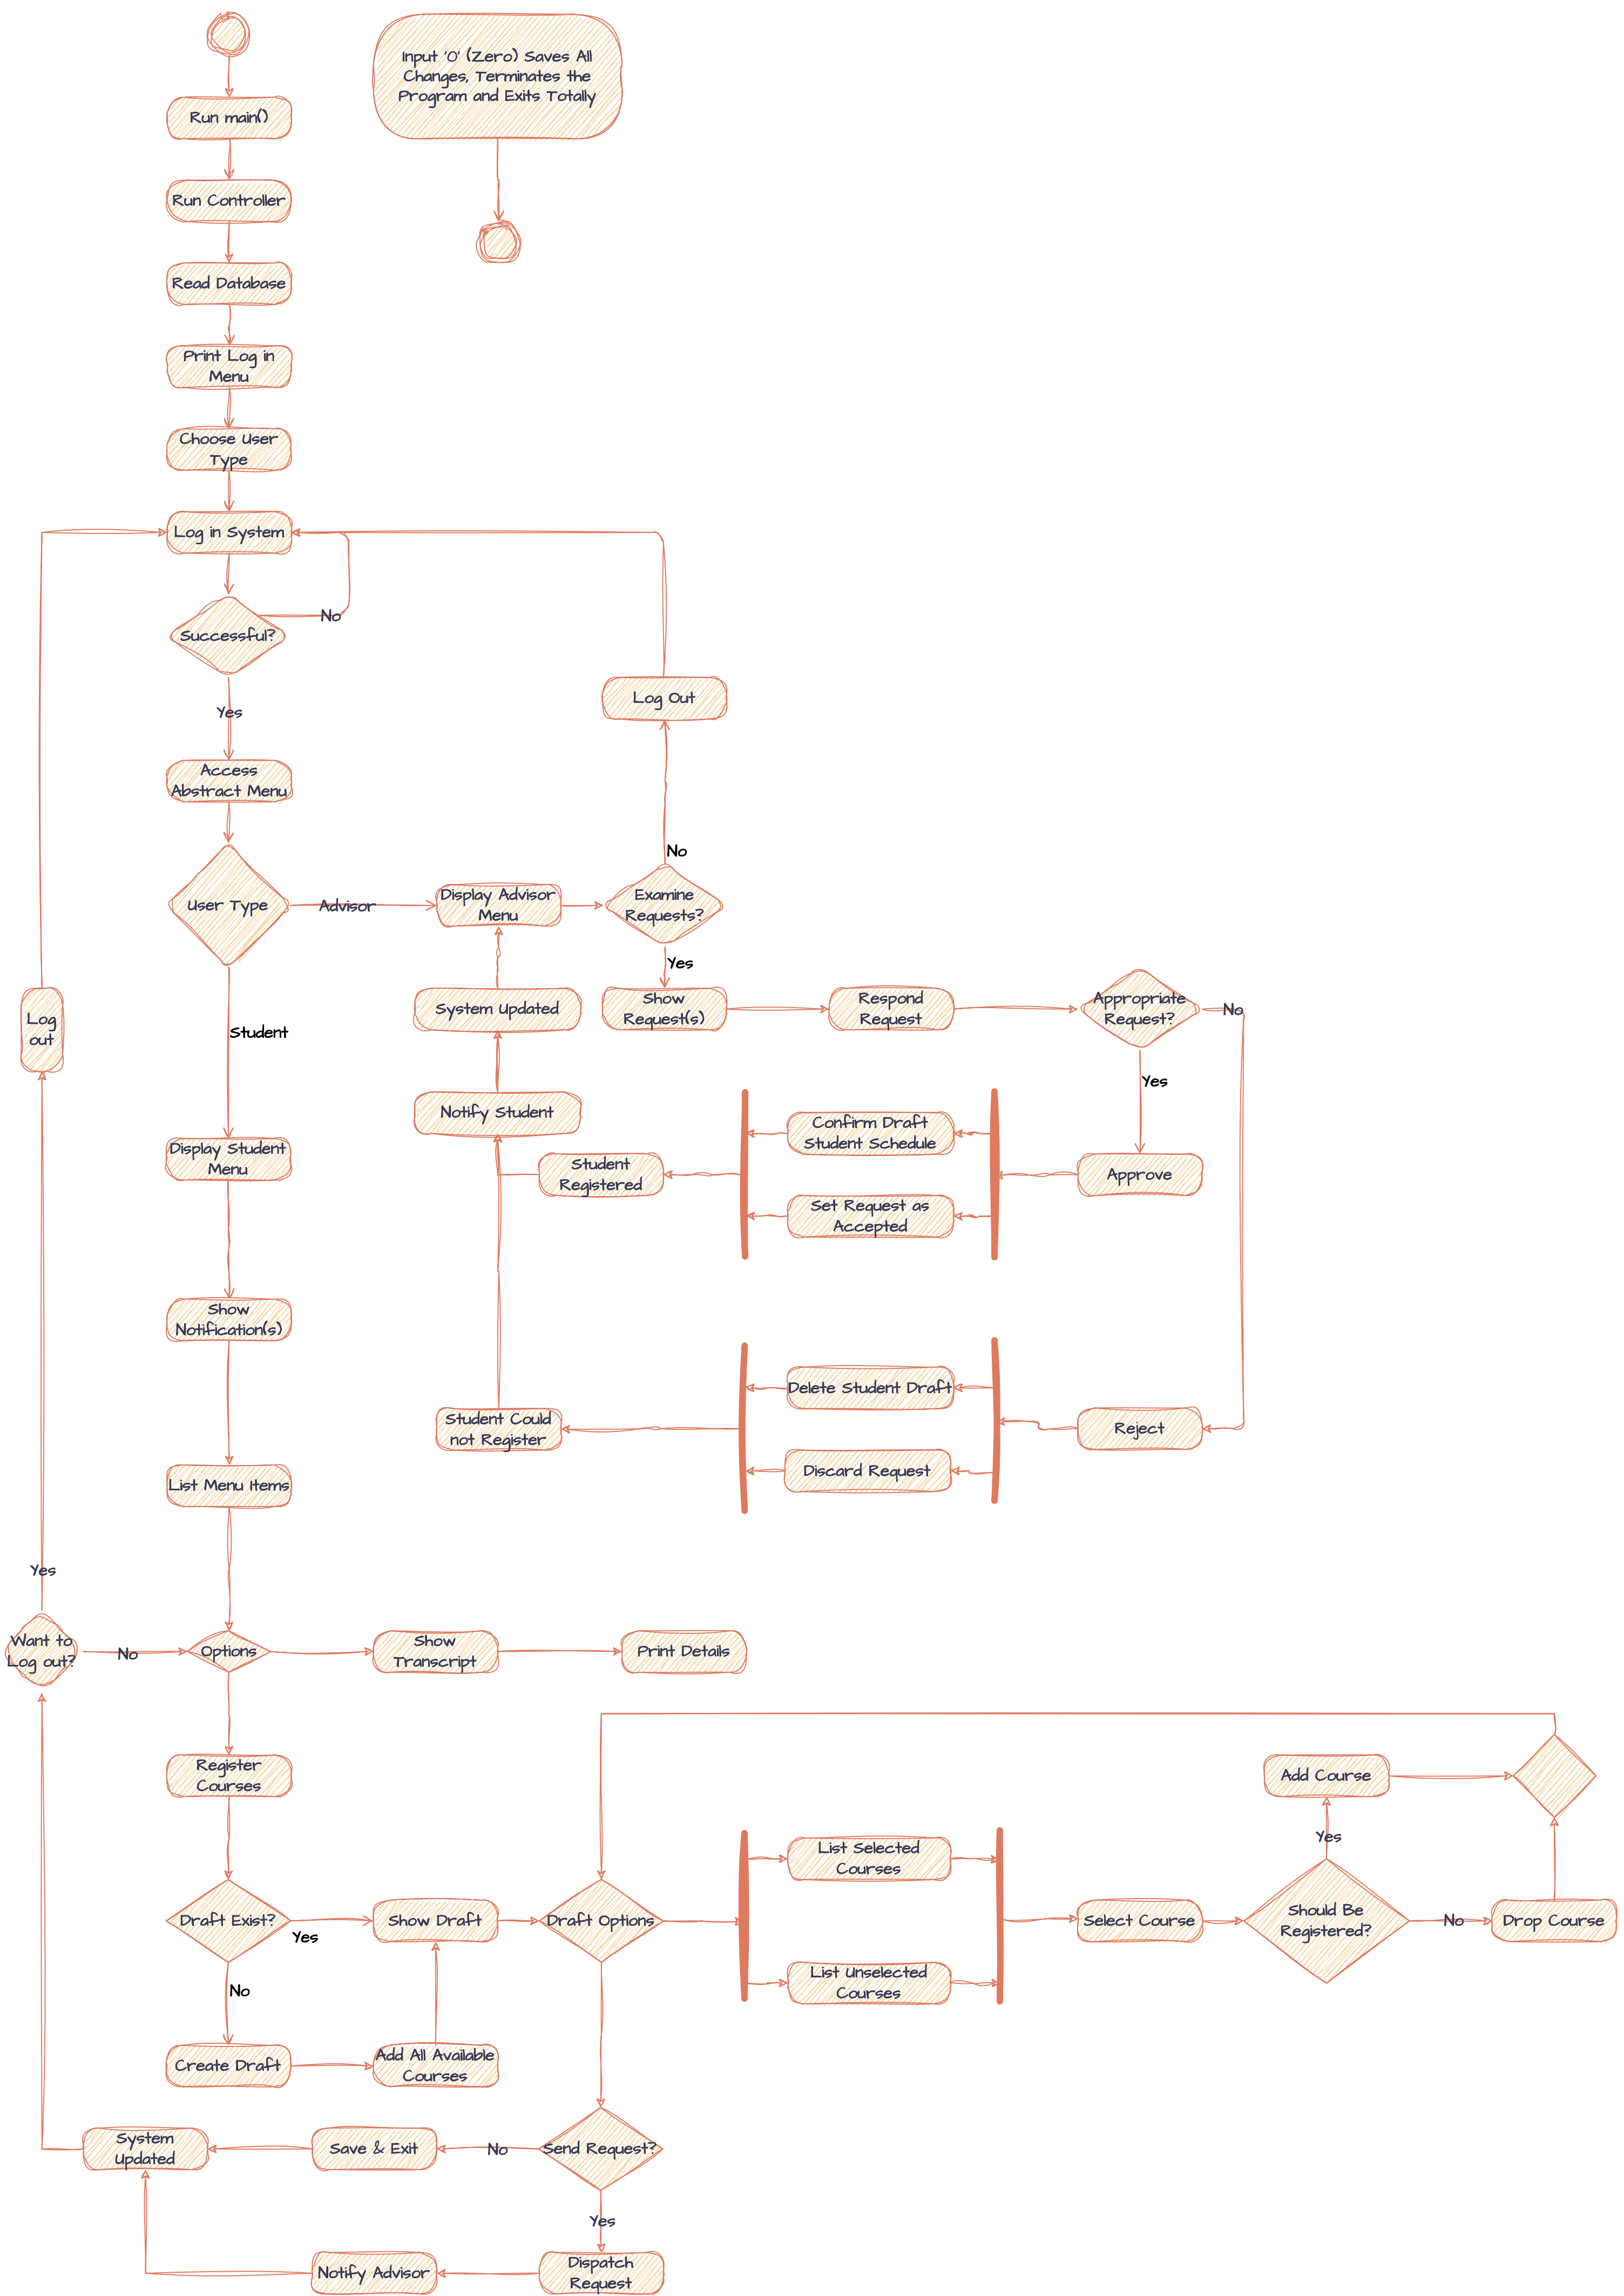 Input '0' (Zero) Saves All
Changes, Terminates the
Program and Exits Totally
Run main()
Run Controller
Read Database
Print Log in
Menu
Choose User
Type
Log in System
No
Successful?
Log Out
Yes
Access
Abstract Menu
No
User Type
Advisor
Display Advisor
Menu
Examine
Requests?
Yes
Log
out
Student
System Updated
Show
Request(s)
Respond
Request
Appropriate
Request?
No
Yes
Notify Student
Confirm Draft
Student Schedule
Display Student
Menu
Student
Registered
Approve
Set Request as
Accepted
Show
Notification(s)
Delete Student Draft
Student Could
not Register
Reject
List Menu Items
Discard Request
Yes
Want to
Log out?
No
Options
Show
Transcript
Print Details
Register
Courses
Add Course
Yes
List Selected
Courses
Draft Exist?
Yes
Show Draft
Draft Options
Select Course
Should Be
Registered?
No
Drop Course
No
List Unselected
Courses
Create Draft
Add All Available
Courses
System
Updated
Save & Exit
No
Send Request?
Yes
Notify Advisor
Dispatch
Request